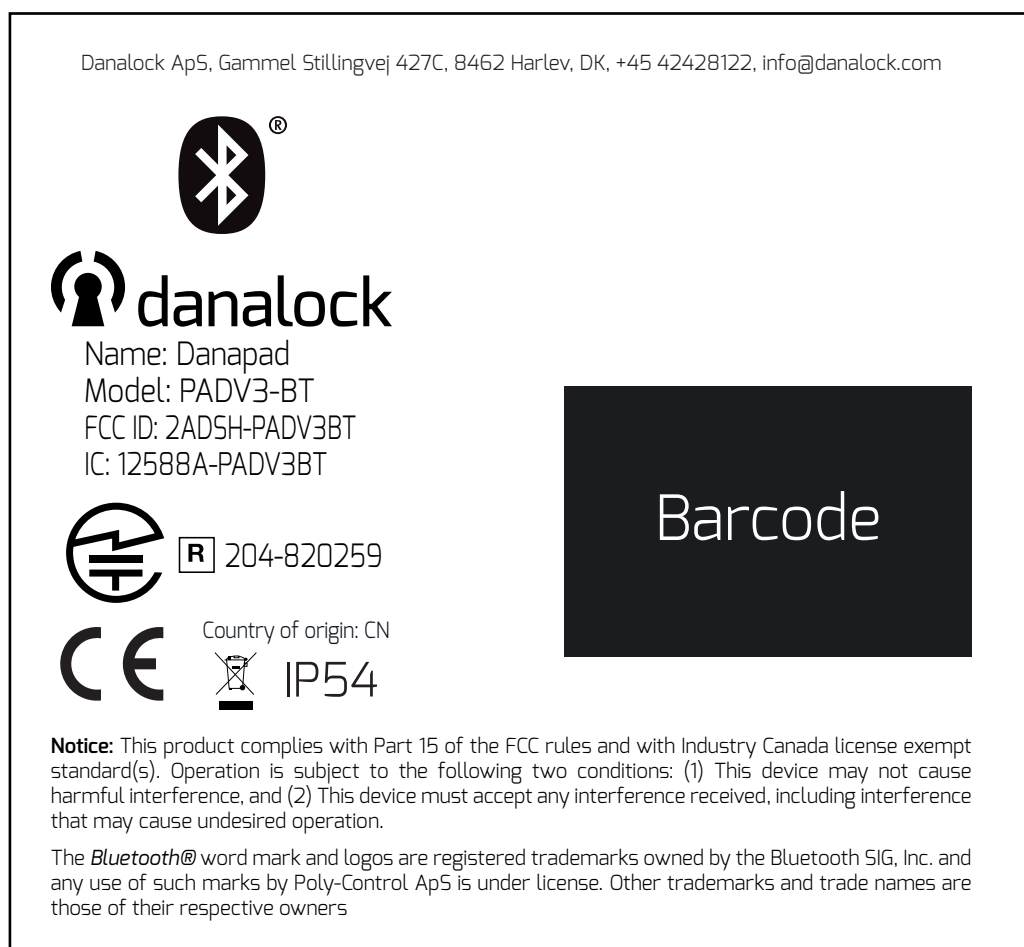 Danalock ApS, Gammel Stillingvej 427C, 8462 Harlev, DK, +45 42428122, info@danalock.com
®
danalock
Name: Danapad
Model: PADV3-BT
FCC ID: 2ADSH-PADV3BT
IC: 12588A-PADV3BT
Barcode
R 204-820259
CE
Country of origin: CN
IP54
Notice: This product complies with Part 15 of the FCC rules and with Industry Canada license exempt
standard(s). Operation is subject to the following two conditions: (1) This device may not cause
harmful interference, and (2) This device must accept any interference received, including interference
that may cause undesired operation.
The Bluetooth® word mark and logos are registered trademarks owned by the Bluetooth SIG, Inc. and
any use of such marks by Poly-Control ApS is under license. Other trademarks and trade names are
those of their respective owners